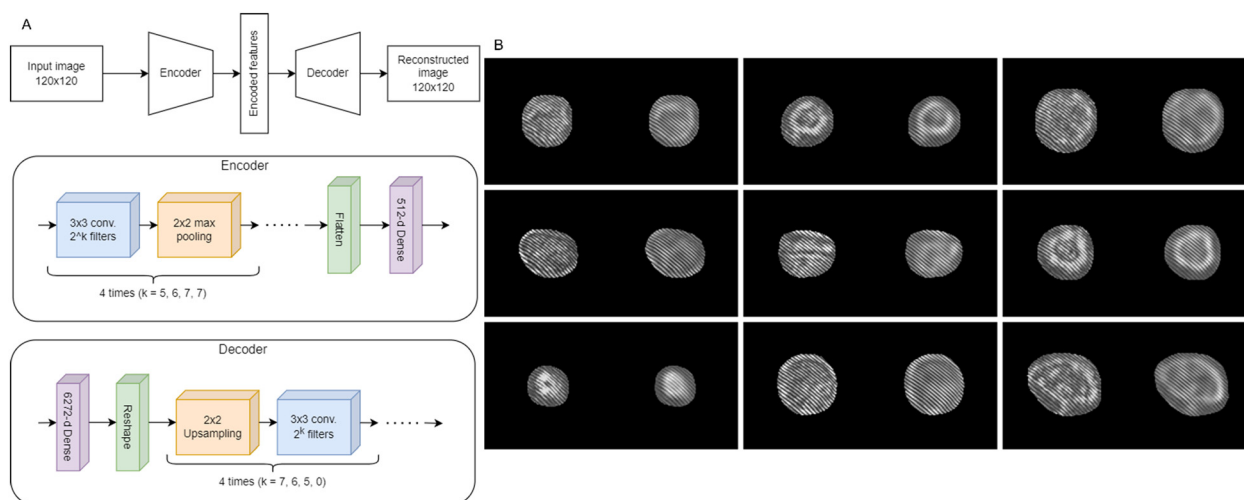 A
Input image
120x120
Encoder
Encoded features
Decoder
Reconstructed
image
120x120
Encoder
3x3 conv.
2^k filters
2x2 max
pooling
Flatten
512-d Dense
4 times (k = 5, 6, 7, 7)
Decoder
6272-d Dense
Reshape
2x2
Upsampling
3x3 conv.
2ᵏ filters
4 times (k = 7, 6, 5, 0)
B